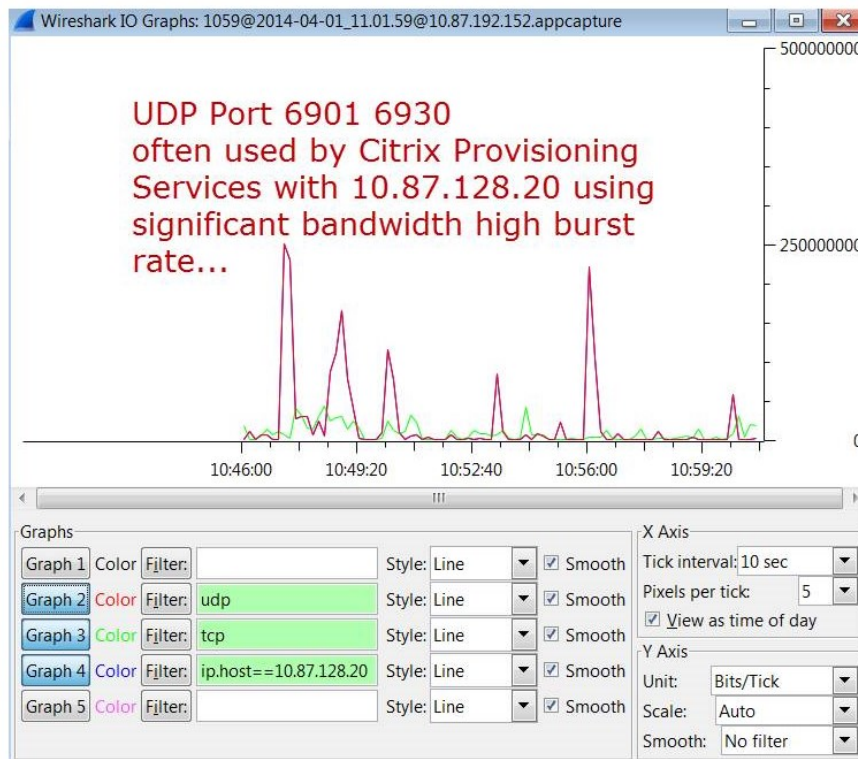 Wireshark IO Graphs: 1059@2014-04-01_11.01.59@10.87.192.152.appcapture
500000000
UDP Port 6901 6930
often used by Citrix Provisioning
Services with 10.87.128.20 using
significant bandwidth high burst
rate...
250000000
0
10:46:00 10:49:20 10:52:40 10:56:00 10:59:20
Graphs
Graph 1 Color Filter: Style: Line Smooth
Graph 2 Color Filter: udp Style: Line Smooth
Graph 3 Color Filter: tcp Style: Line Smooth
Graph 4 Color Filter: ip.host==10.87.128.20 Style: Line Smooth
Graph 5 Color Filter: Style: Line Smooth
X Axis
Tick interval: 10 sec
Pixels per tick: 5
View as time of day
Y Axis
Unit: Bits/Tick
Scale: Auto
Smooth: No filter